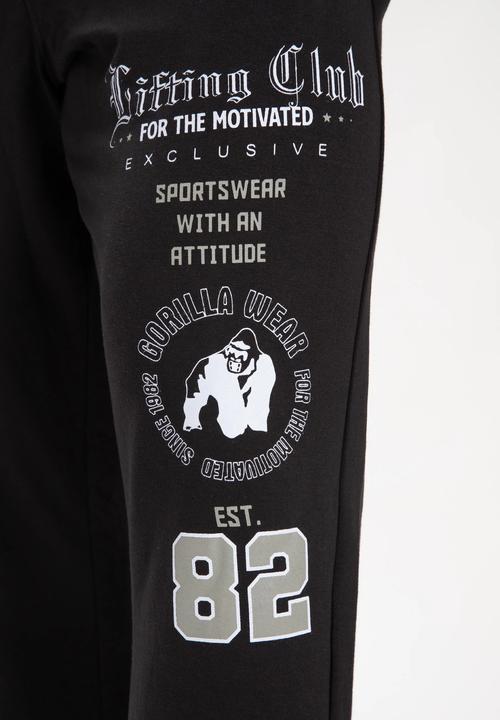 Lifting Club
FOR THE MOTIVATED
EXCLUSIVE
SPORTSWEAR
WITH AN
ATTITUDE
GORILLA WEAR
FOR THE MOTIVATED
SINCE 1982
EST.
82